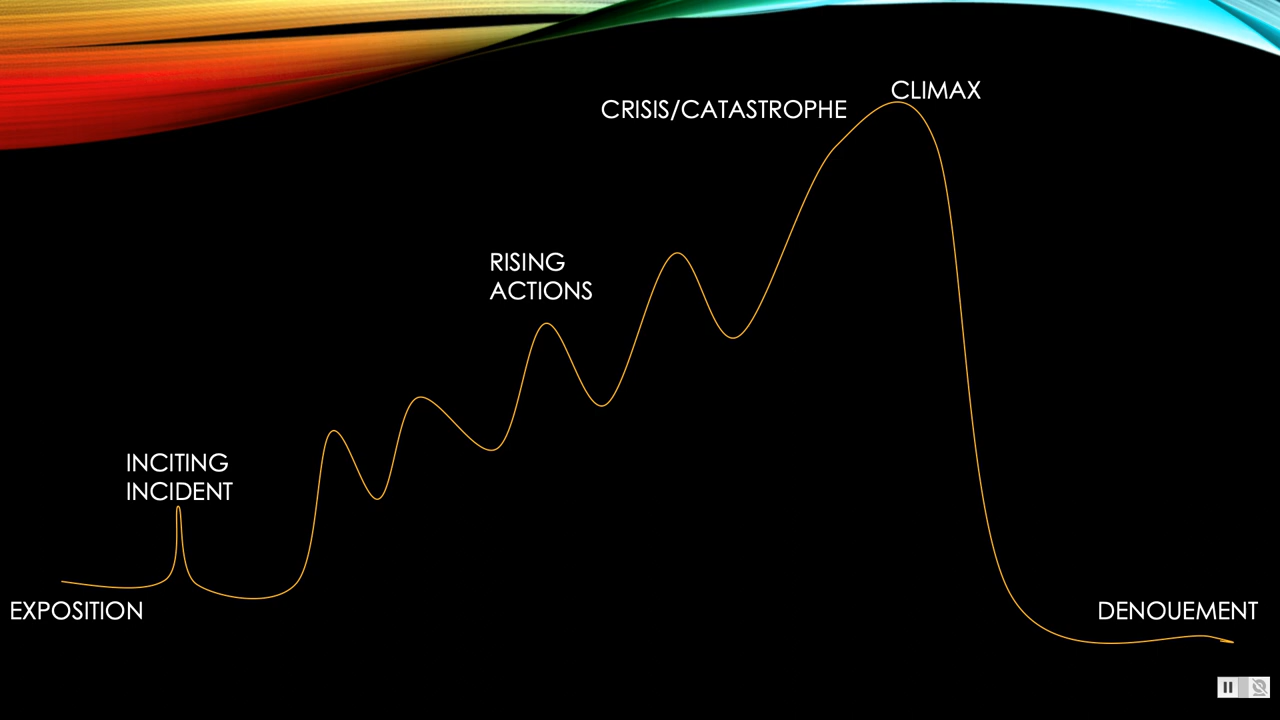 CLIMAX
CRISIS/CATASTROPHE
RISING
ACTIONS
INCITING
INCIDENT
EXPOSITION
DENOUEMENT